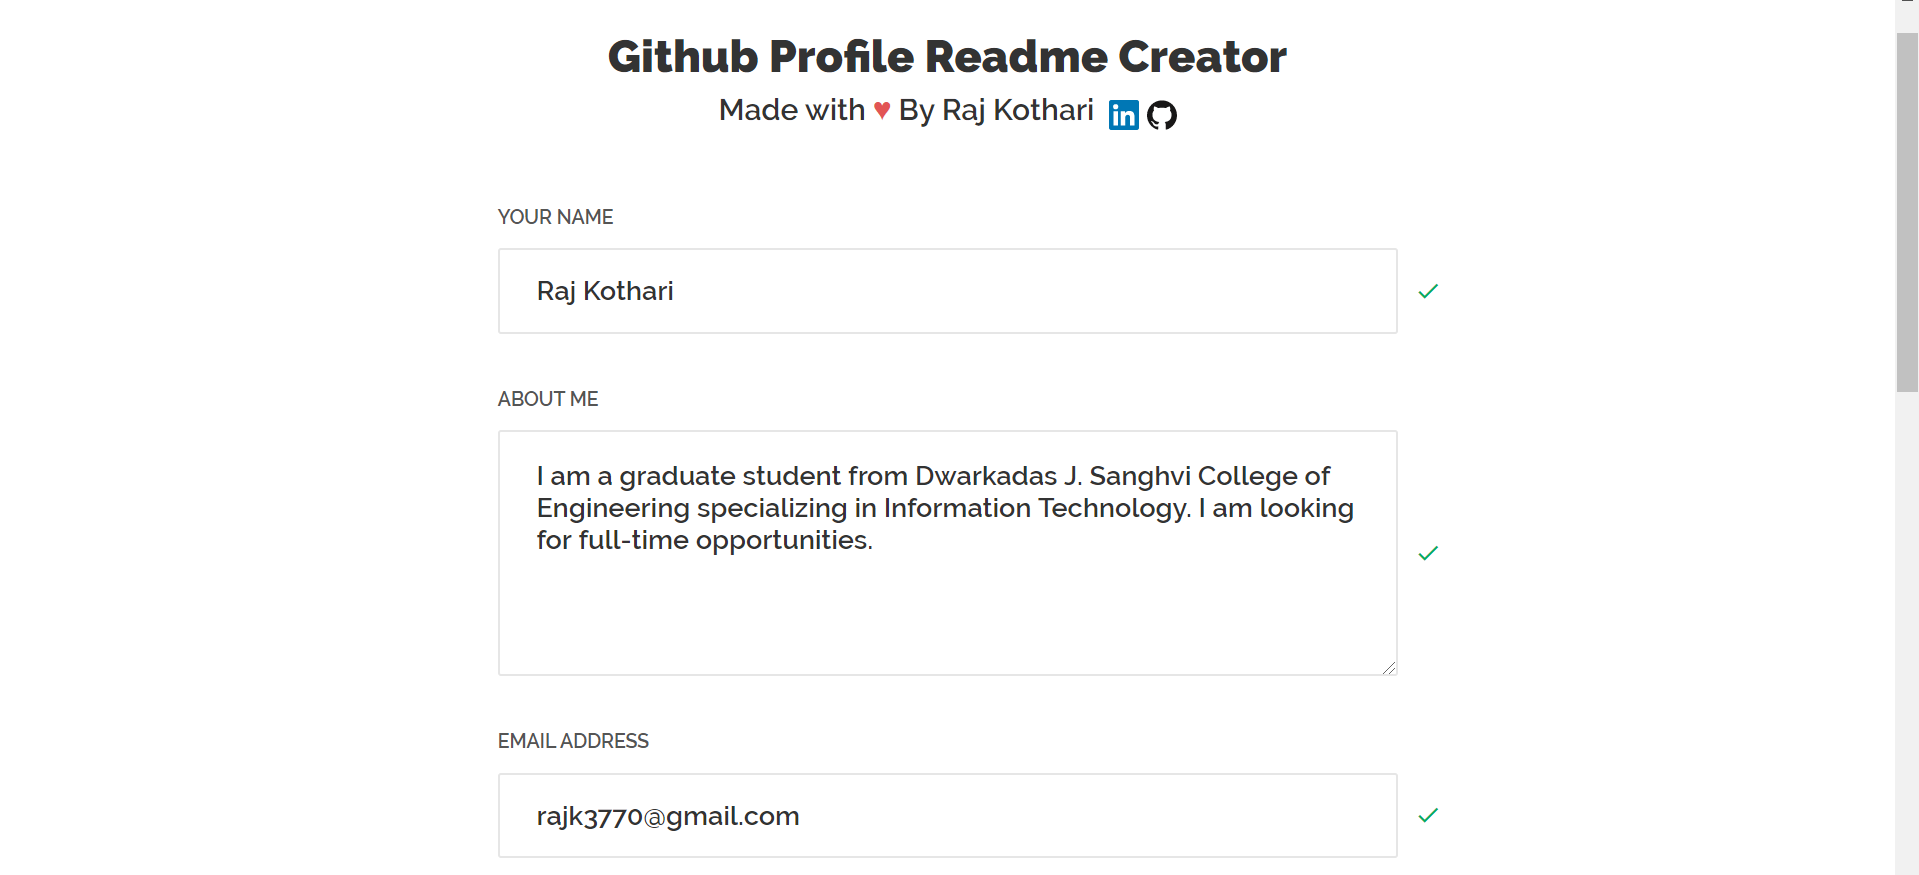 Github Profile Readme Creator
Made with ♥ By Raj Kothari in
YOUR NAME
Raj Kothari
ABOUT ME
I am a graduate student from Dwarkadas J. Sanghvi College of
Engineering specializing in Information Technology. I am looking
for full-time opportunities.
EMAIL ADDRESS
rajk3770@gmail.com